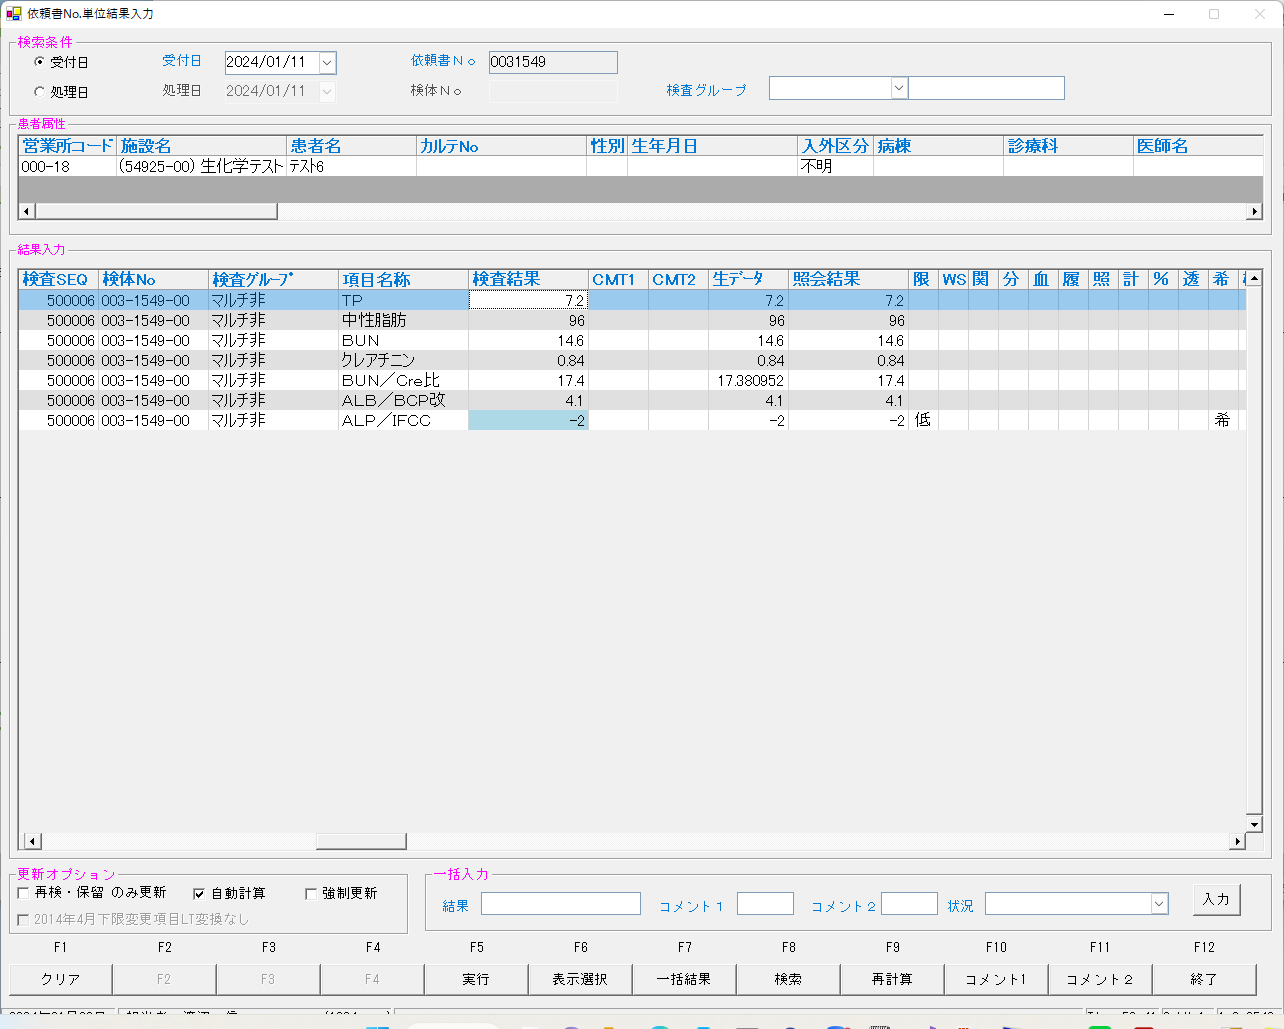 依頼書No.単位結果入力
検索条件
受付日 受付日 2024/01/11 依頼書Ｎｏ 0031549
処理日 処理日 2024/01/11 検体Ｎｏ 検査グループ
患者属性
営業所コード 施設名 患者名 カルテNo 性別 生年月日 入外区分 病棟 診療科 医師名
000-18 (54925-00) 生化学テスト ﾃｽﾄ6 不明
結果入力
検査SEQ 検体No 検査ｸﾞﾙｰﾌﾟ 項目名称 検査結果 CMT1 CMT2 生ﾃﾞｰﾀ 照会結果 限 WS 関 分 血 履 照 計 % 透 希
500006 003-1549-00 マルチ非 ＴＰ 7.2 7.2 7.2
500006 003-1549-00 マルチ非 中性脂肪 96 96 96
500006 003-1549-00 マルチ非 ＢＵＮ 14.6 14.6 14.6
500006 003-1549-00 マルチ非 クレアチニン 0.84 0.84 0.84
500006 003-1549-00 マルチ非 ＢＵＮ／Ｃｒｅ比 17.4 17.380952 17.4
500006 003-1549-00 マルチ非 ＡＬＢ／ＢＣＰ改 4.1 4.1 4.1
500006 003-1549-00 マルチ非 ＡＬＰ／ＩＦＣＣ -2 -2 -2 低 希
更新オプション
再検・保留 のみ更新 自動計算 強制更新
2014年4月下限変更項目LT変換なし
一括入力
結果 コメント１ コメント２ 状況 入力
F1 F2 F3 F4 F5 F6 F7 F8 F9 F10 F11 F12
クリア F2 F3 F4 実行 表示選択 一括結果 検索 再計算 コメント1 コメント２ 終了